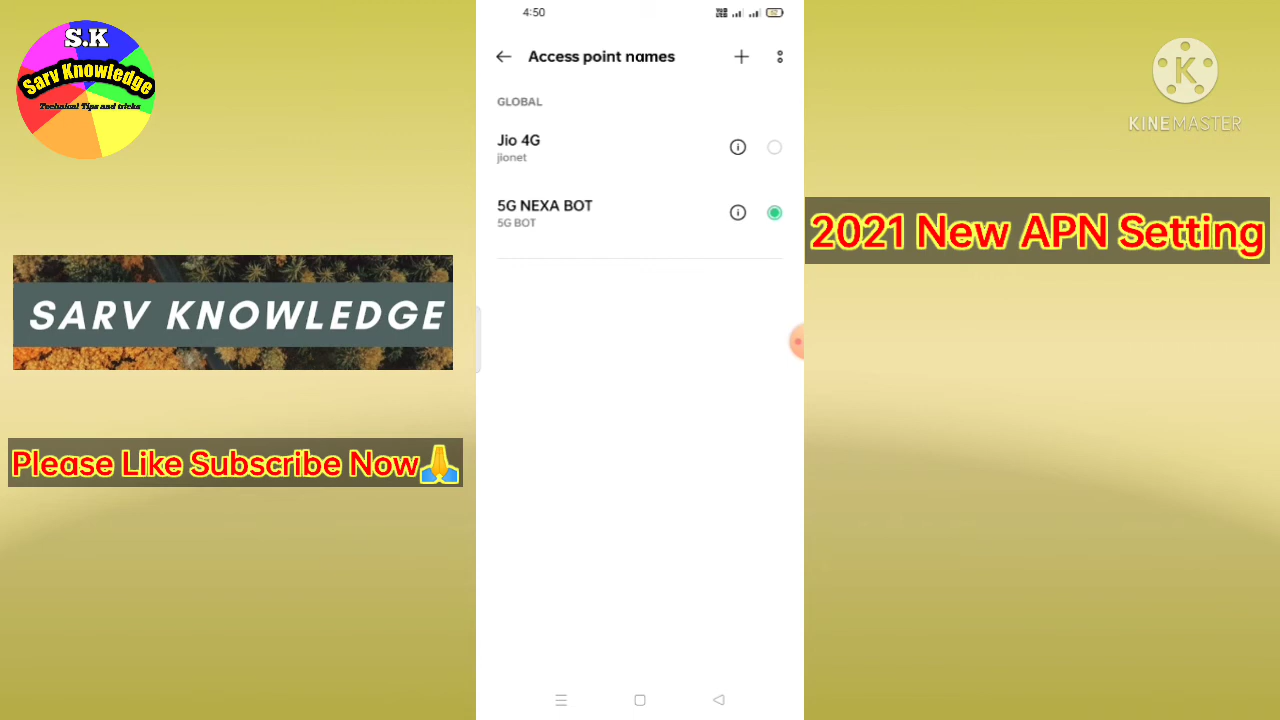 S.K
Sarv Knowledge
Technical Tips and tricks
SARV KNOWLEDGE
Please Like Subscribe Now🙏
4:50
Access point names
GLOBAL
Jio 4G
jionet
5G NEXA BOT
5G BOT
K
KINEMASTER
2021 New APN Setting